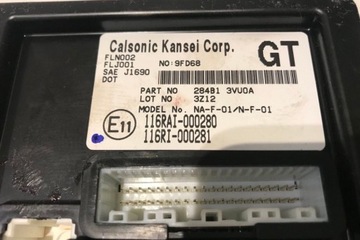 Calsonic Kansei Corp. GT
FLN002
FLJ001 NO:9FD68
SAE J1690
DOT
PART NO 284B1 3VU0A
LOT NO 3Z12
MODEL No. NA-F-01/N-F-01
E11 116RAI-000280
116RI-000281